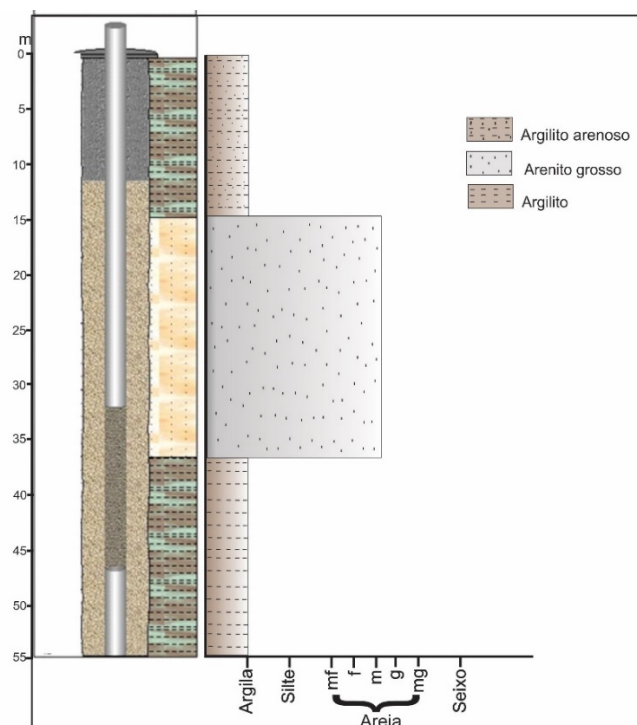 m
0
5
10
15
20
25
30
35
40
45
50
55
Argilito arenoso
Arenito grosso
Argilito
Argila
Silte
mf
f
m
g
mg
Seixo
Areia